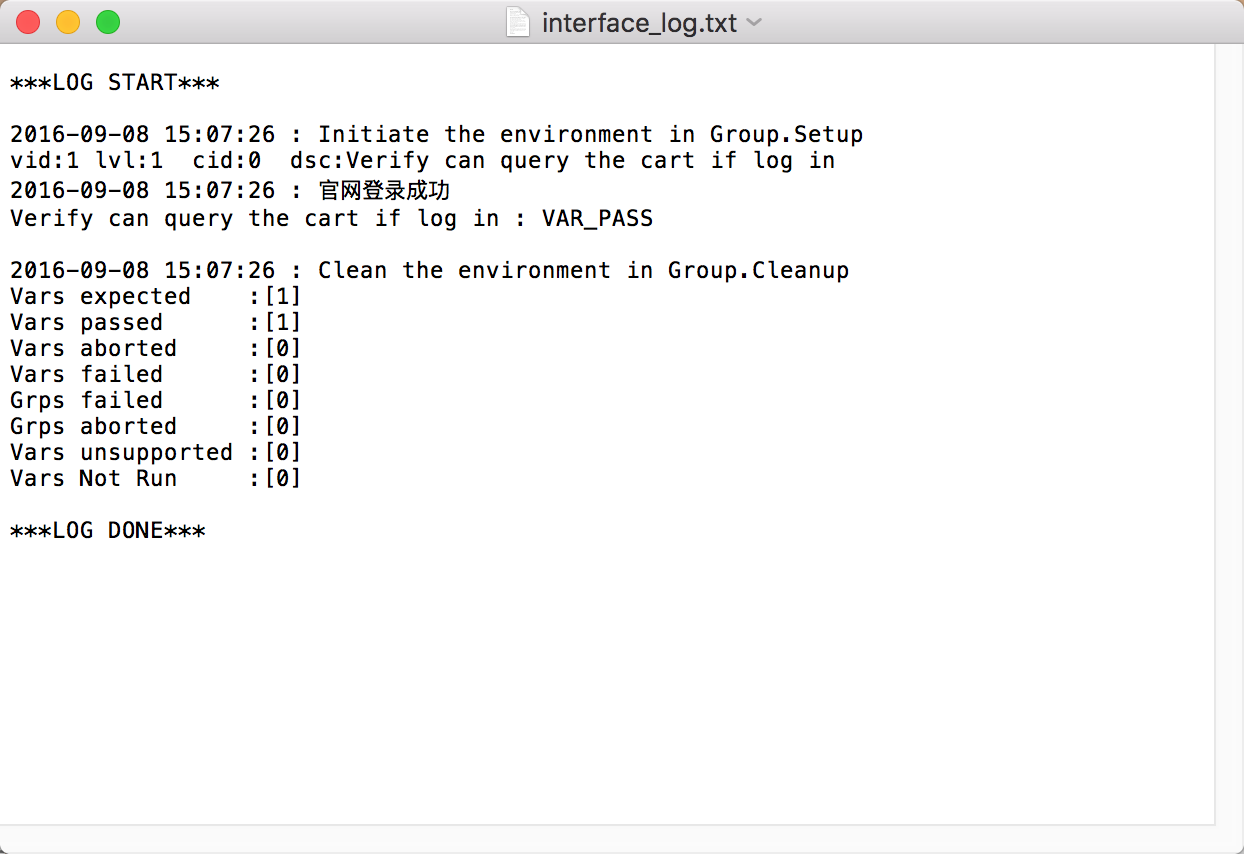 interface_log.txt
***LOG START***
2016-09-08 15:07:26 : Initiate the environment in Group.Setup
vid:1 lvl:1  cid:0  dsc:Verify can query the cart if log in
2016-09-08 15:07:26 : 官网登录成功
Verify can query the cart if log in : VAR_PASS
2016-09-08 15:07:26 : Clean the environment in Group.Cleanup
Vars expected    :[1]
Vars passed      :[1]
Vars aborted     :[0]
Vars failed      :[0]
Grps failed      :[0]
Grps aborted     :[0]
Vars unsupported :[0]
Vars Not Run     :[0]
***LOG DONE***